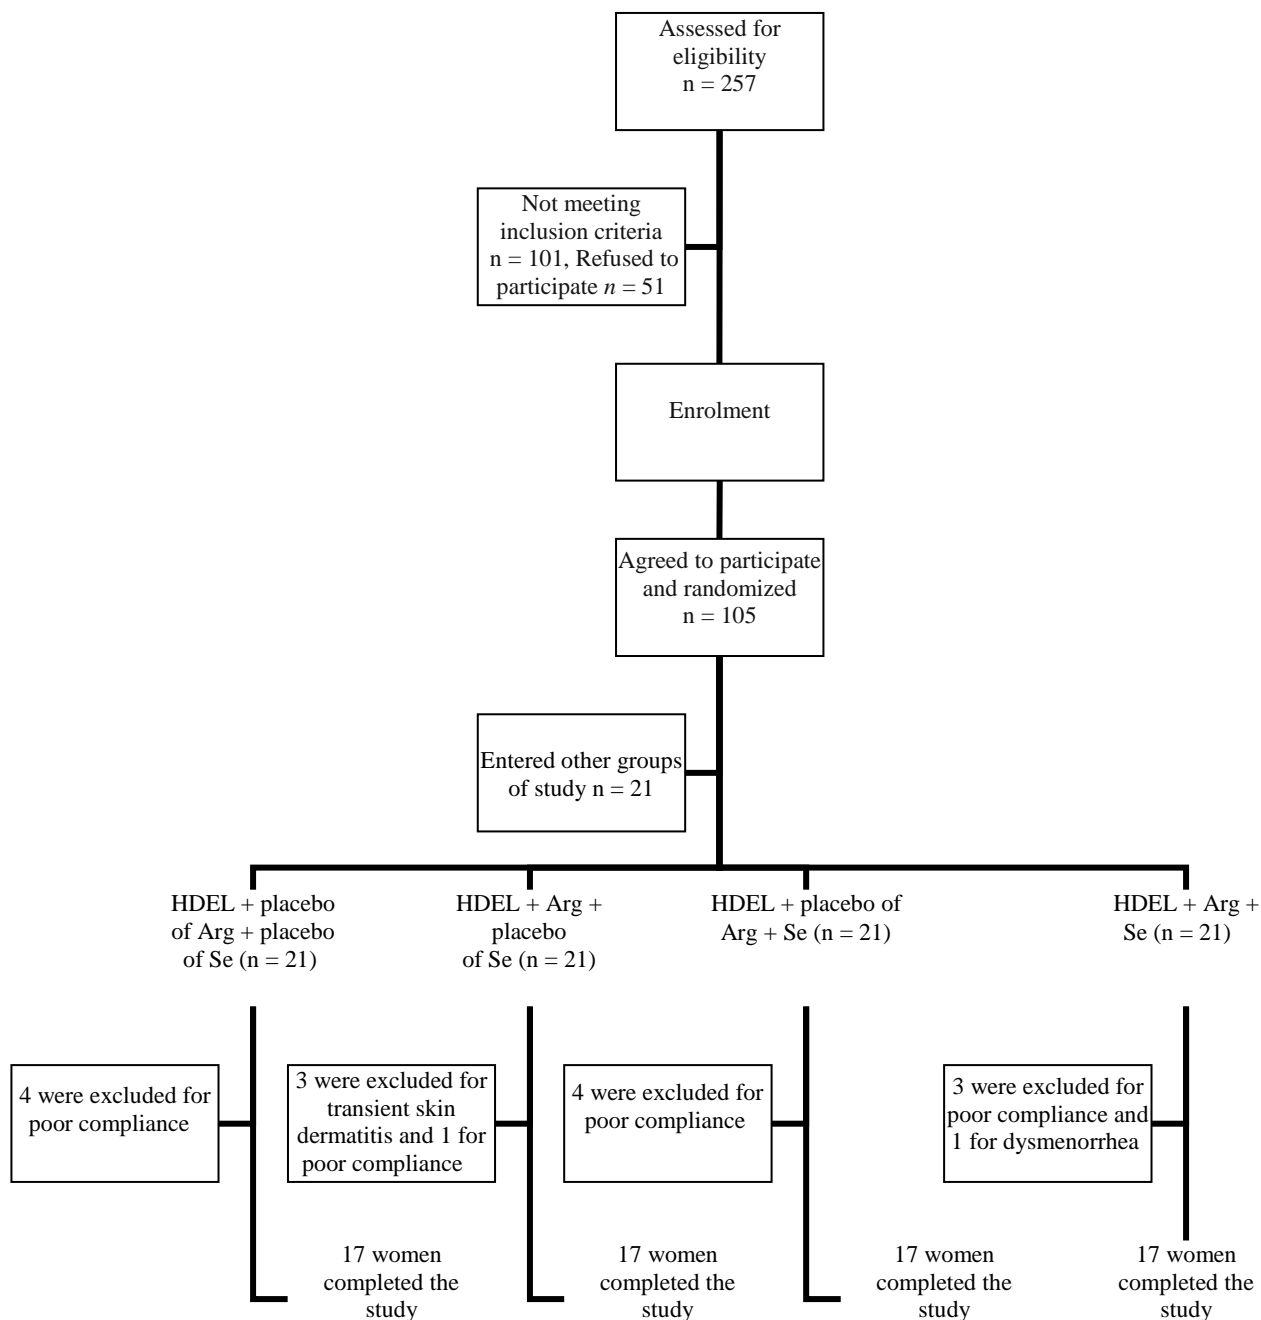 Assessed for
eligibility
n = 257
Not meeting
inclusion criteria
n = 101, Refused to
participate n = 51
Enrolment
Agreed to participate
and randomized
n = 105
Entered other groups
of study n = 21
HDEL + placebo
of Arg + placebo
of Se (n = 21)
HDEL + Arg +
placebo
of Se (n = 21)
HDEL + placebo of
Arg + Se (n = 21)
HDEL + Arg +
Se (n = 21)
4 were excluded for
poor compliance
3 were excluded for
transient skin
dermatitis and 1 for
poor compliance
4 were excluded for
poor compliance
3 were excluded for
poor compliance and
1 for dysmenorrhea
17 women
completed the
study
17 women
completed the
study
17 women
completed the
study
17 women
completed the
study